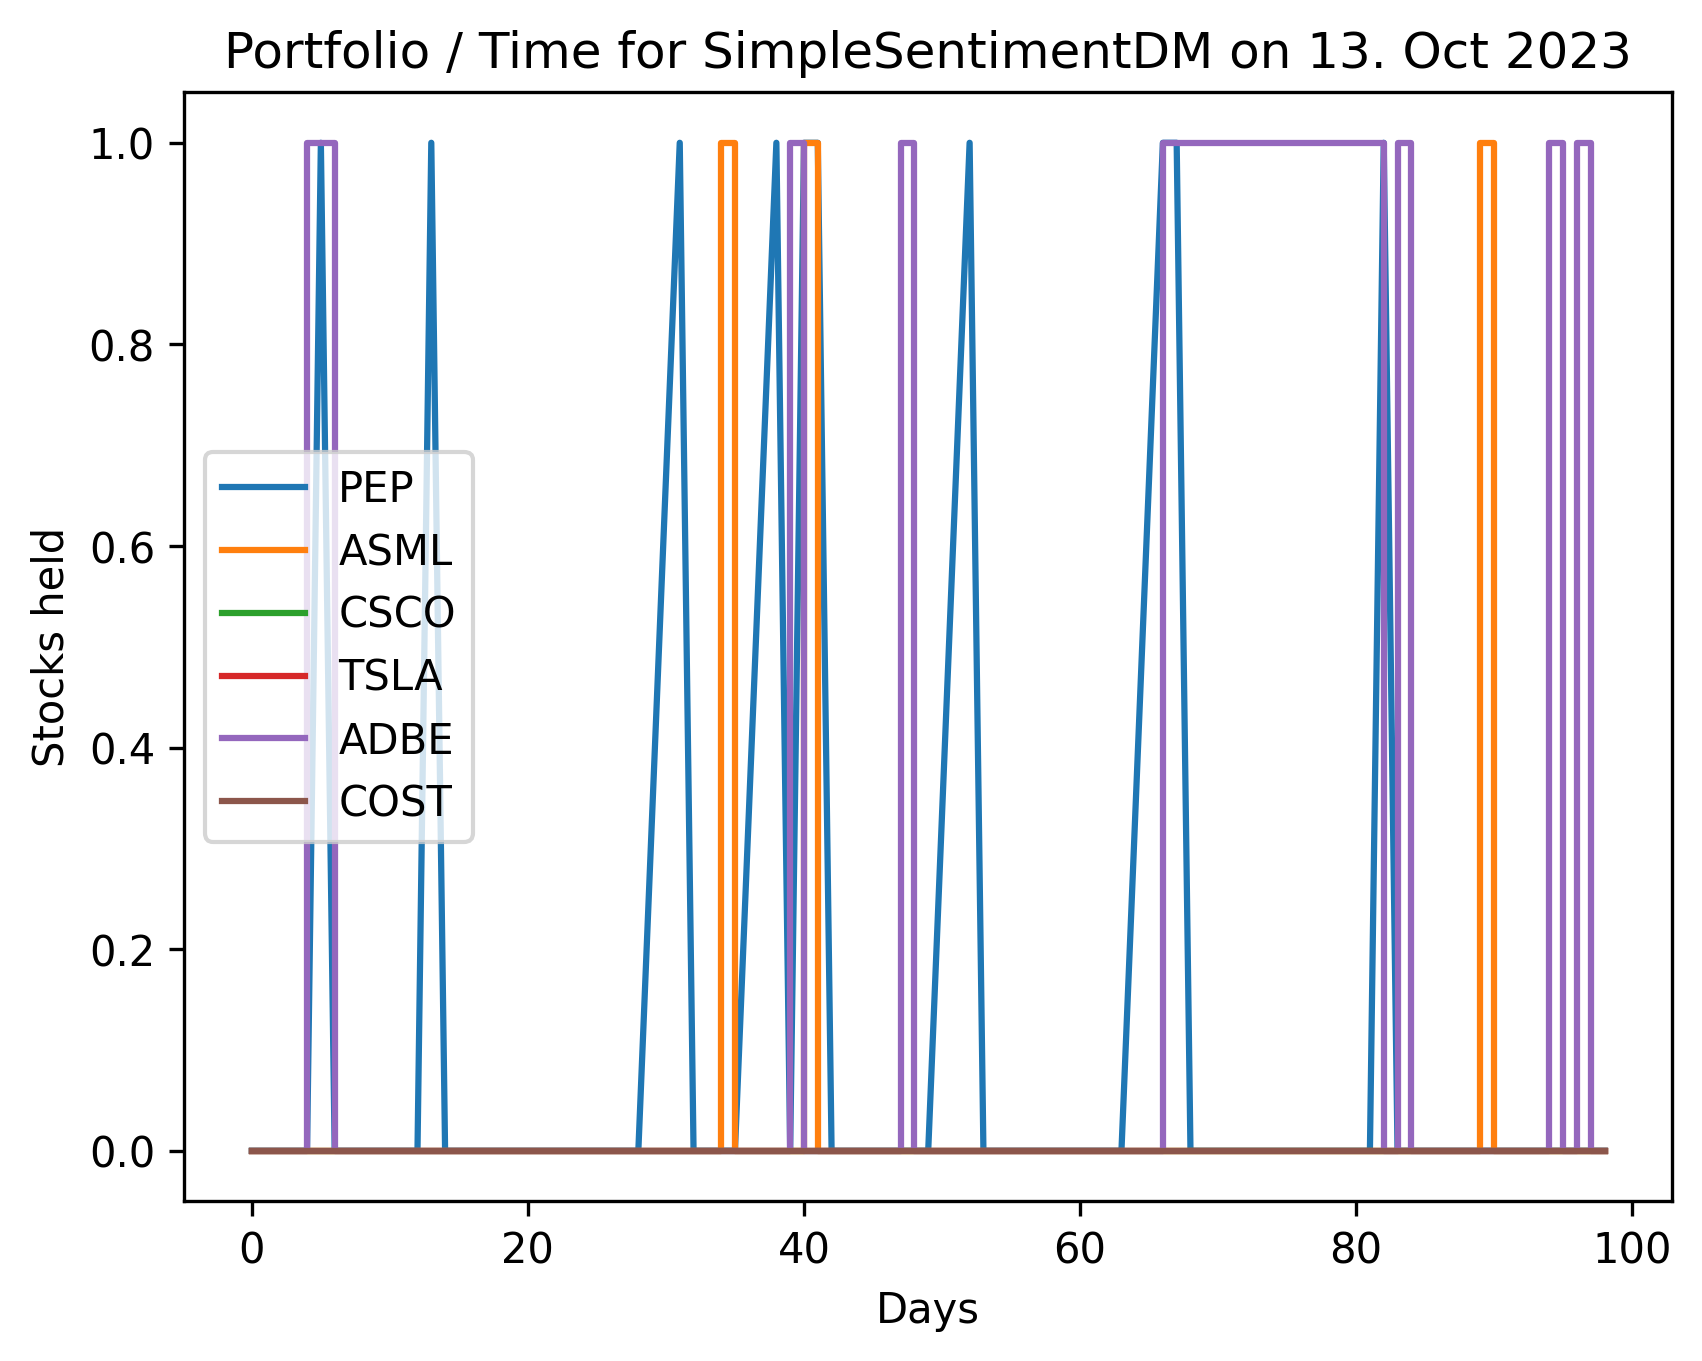 Portfolio / Time for SimpleSentimentDM on 13. Oct 2023
1.0
0.8
0.6
0.4
0.2
0.0
Stocks held
PEP
ASML
CSCO
TSLA
ADBE
COST
0 20 40 60 80 100
Days